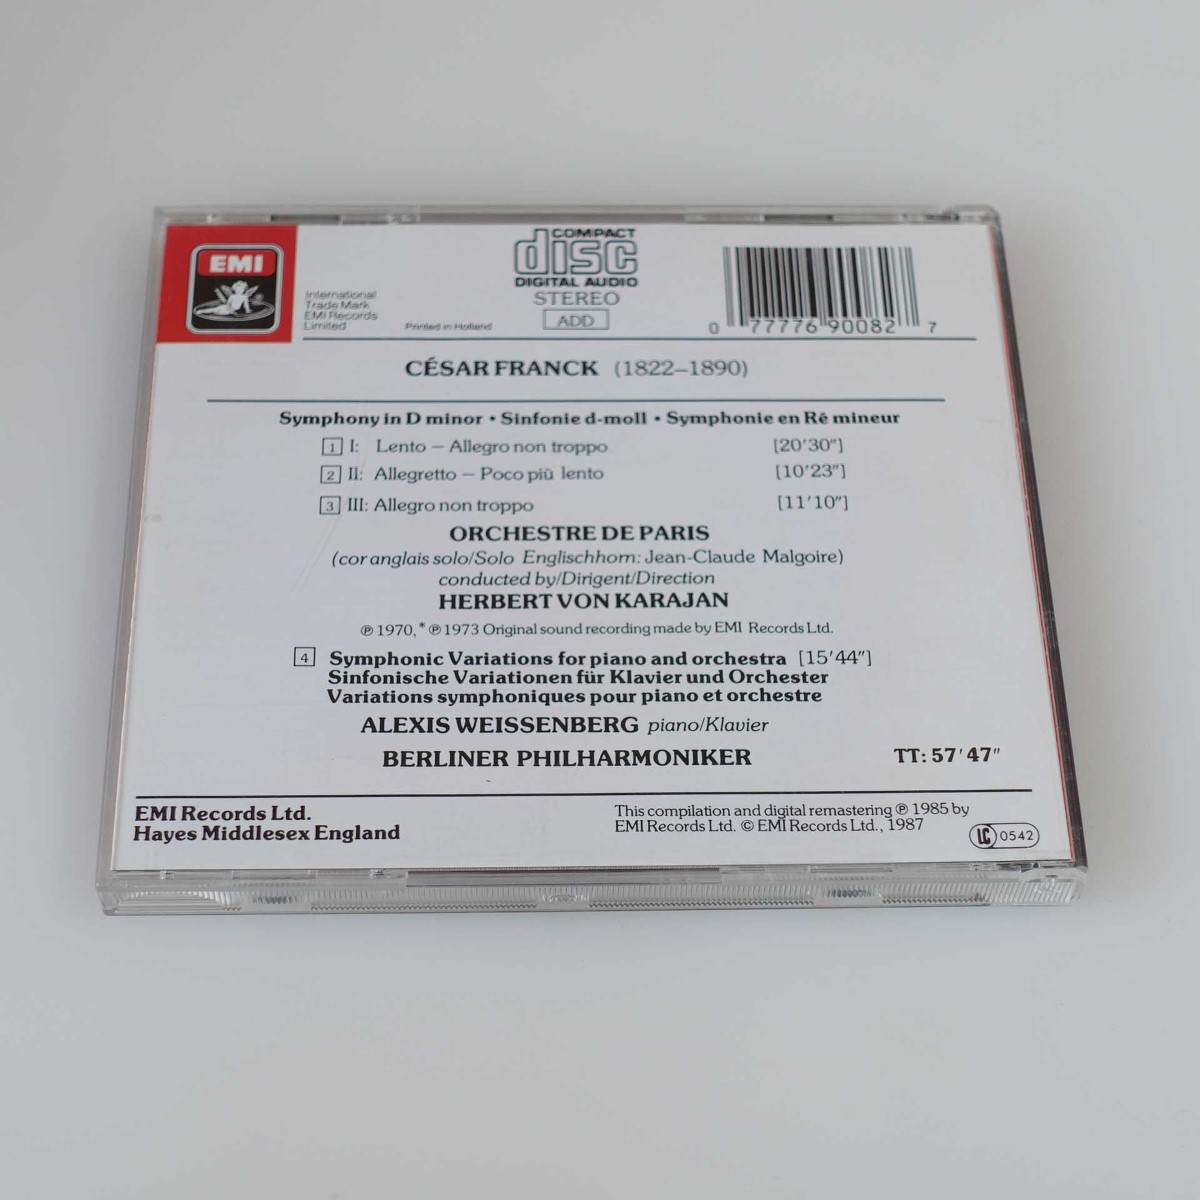 EMI
International
Trade Mark
EMI Records
Limited
Printed in Holland
COMPACT
disc
DIGITAL AUDIO
STEREO
ADD
0 77776 90082 7
CÉSAR FRANCK (1822–1890)
Symphony in D minor • Sinfonie d-moll • Symphonie en Ré mineur
1 I: Lento – Allegro non troppo [20'30"]
2 II: Allegretto – Poco più lento [10'23"]
3 III: Allegro non troppo [11'10"]
ORCHESTRE DE PARIS
(cor anglais solo/Solo Englischhorn: Jean-Claude Malgoire)
conducted by/Dirigent/Direction
HERBERT VON KARAJAN
℗ 1970,* ℗ 1973 Original sound recording made by EMI Records Ltd.
4 Symphonic Variations for piano and orchestra [15'44"]
Sinfonische Variationen für Klavier und Orchester
Variations symphoniques pour piano et orchestre
ALEXIS WEISSENBERG piano/Klavier
BERLINER PHILHARMONIKER
TT: 57'47"
EMI Records Ltd.
Hayes Middlesex England
This compilation and digital remastering ℗ 1985 by
EMI Records Ltd. © EMI Records Ltd., 1987
LC 0542